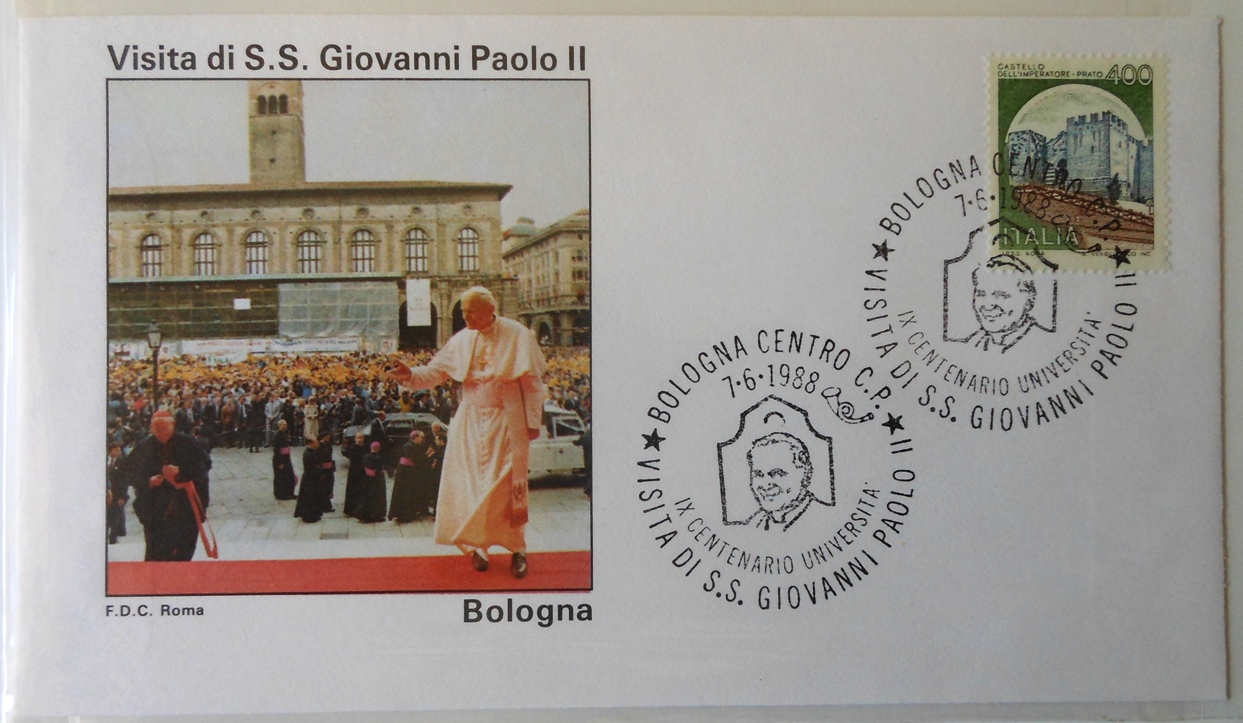 Visita di S.S. Giovanni Paolo II
F.D.C. Roma
Bologna
CASTELLO
DELL'IMPERATORE - PRATO 400
ITALIA
BOLOGNA CENTRO C.P.
7·6·1988
IX CENTENARIO UNIVERSITA'
VISITA DI S.S. GIOVANNI PAOLO II
BOLOGNA CENTRO C.P.
7·6·1988
IX CENTENARIO UNIVERSITA'
VISITA DI S.S. GIOVANNI PAOLO II